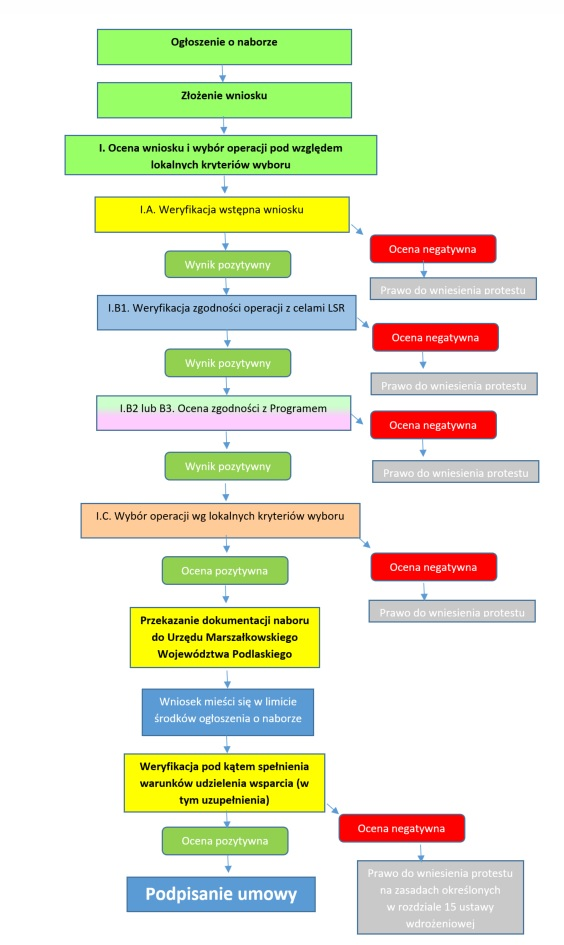 Ogłoszenie o naborze
Złożenie wniosku
I. Ocena wniosku i wybór operacji pod względem
lokalnych kryteriów wyboru
I.A. Weryfikacja wstępna wniosku
Ocena negatywna
Wynik pozytywny
Prawo do wniesienia protestu
I.B1. Weryfikacja zgodności operacji z celami LSR
Ocena negatywna
Wynik pozytywny
Prawo do wniesienia protestu
I.B2 lub B3. Ocena zgodności z Programem
Ocena negatywna
Wynik pozytywny
Prawo do wniesienia protestu
I.C. Wybór operacji wg lokalnych kryteriów wyboru
Ocena negatywna
Ocena pozytywna
Prawo do wniesienia protestu
Przekazanie dokumentacji naboru
do Urzędu Marszałkowskiego
Województwa Podlaskiego
Wniosek mieści się w limicie
środków ogłoszenia o naborze
Weryfikacja pod kątem spełnienia
warunków udzielenia wsparcia (w
tym uzupełnienia)
Ocena negatywna
Ocena pozytywna
Prawo do wniesienia protestu
na zasadach określonych
w rozdziale 15 ustawy
wdrożeniowej
Podpisanie umowy